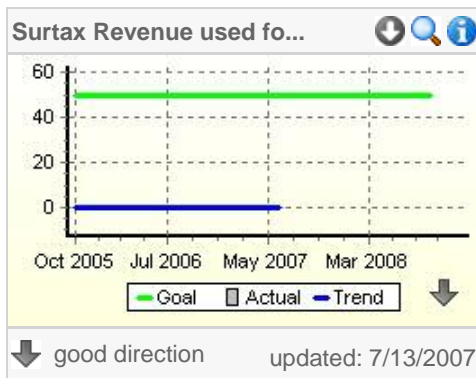 Surtax Revenue used fo...
60
40
20
0
Oct 2005 Jul 2006 May 2007 Mar 2008
Goal Actual Trend
good direction updated: 7/13/2007